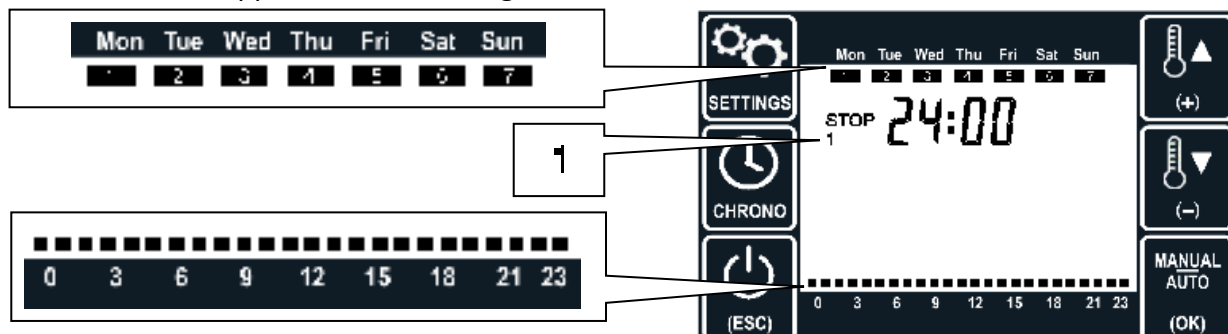 Mon Tue Wed Thu Fri Sat Sun
1 2 3 4 5 6 7
1
0 3 6 9 12 15 18 21 23
SETTINGS
CHRONO
(ESC)
Mon Tue Wed Thu Fri Sat Sun
1 2 3 4 5 6 7
STOP 24:00
1
0 3 6 9 12 15 18 21 23
(+)
(–)
MANUAL
AUTO
(OK)